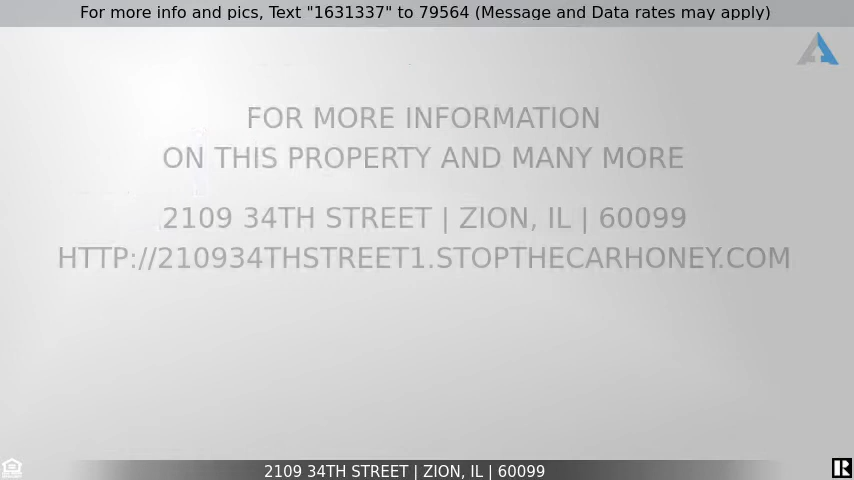 For more info and pics, Text "1631337" to 79564 (Message and Data rates may apply)
FOR MORE INFORMATION
ON THIS PROPERTY AND MANY MORE
2109 34TH STREET | ZION, IL | 60099
HTTP://210934THSTREET1.STOPTHECARHONEY.COM
2109 34TH STREET | ZION, IL | 60099